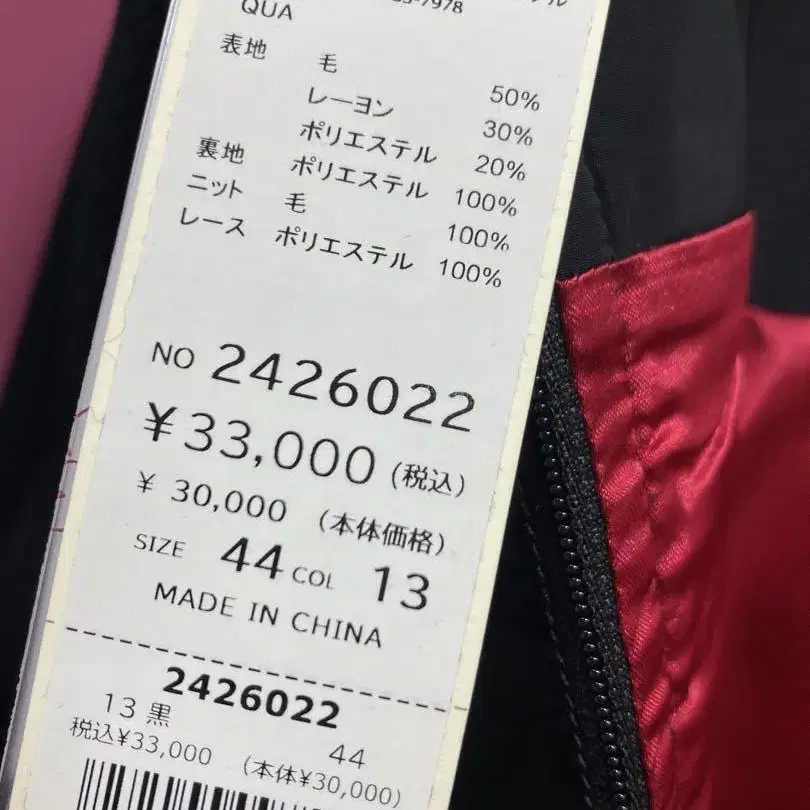 QUA
表地 毛 50%
レーヨン 30%
ポリエステル 20%
裏地 ポリエステル 100%
ニット 毛 100%
レース ポリエステル 100%
NO 2426022
¥33,000 (税込)
¥ 30,000 (本体価格)
SIZE 44 COL 13
MADE IN CHINA
2426022
13 黒 44
税込¥33,000 (本体¥30,000)